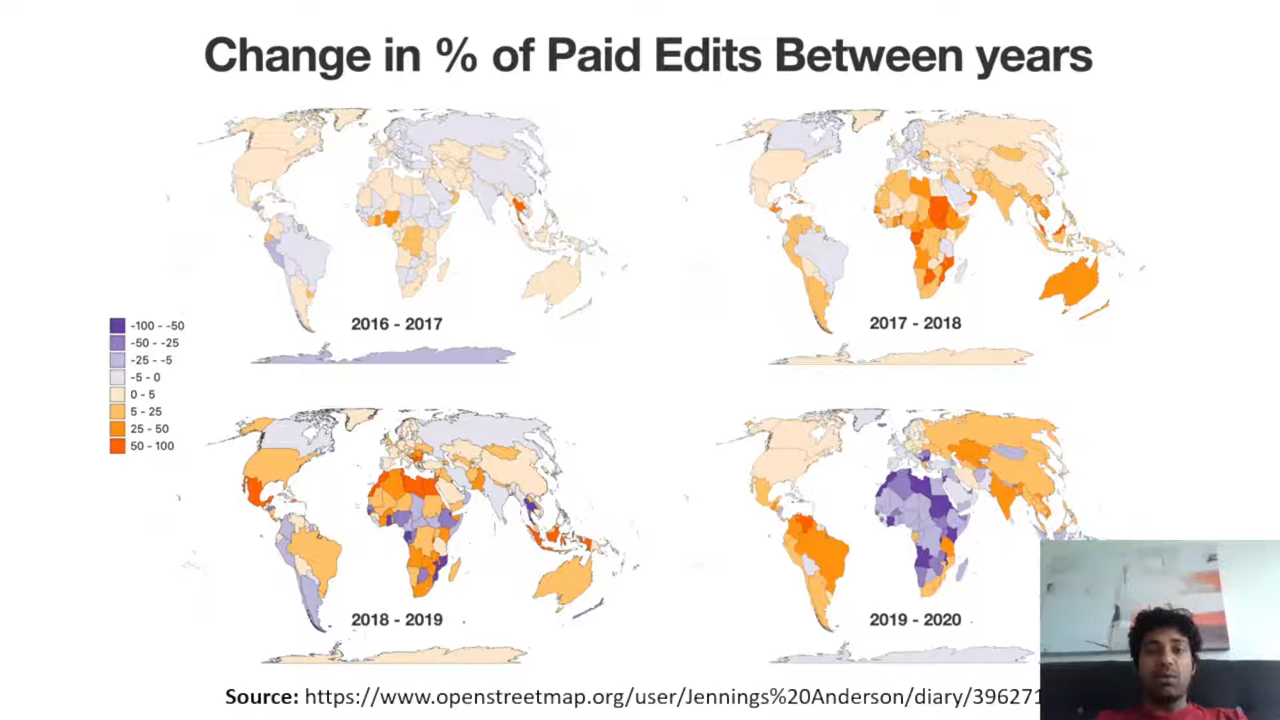 Change in % of Paid Edits Between years
2016 - 2017
2017 - 2018
-100 - -50
-50 - -25
-25 - -5
-5 - 0
0 - 5
5 - 25
25 - 50
50 - 100
2018 - 2019
2019 - 2020
Source: https://www.openstreetmap.org/user/Jennings%20Anderson/diary/396271